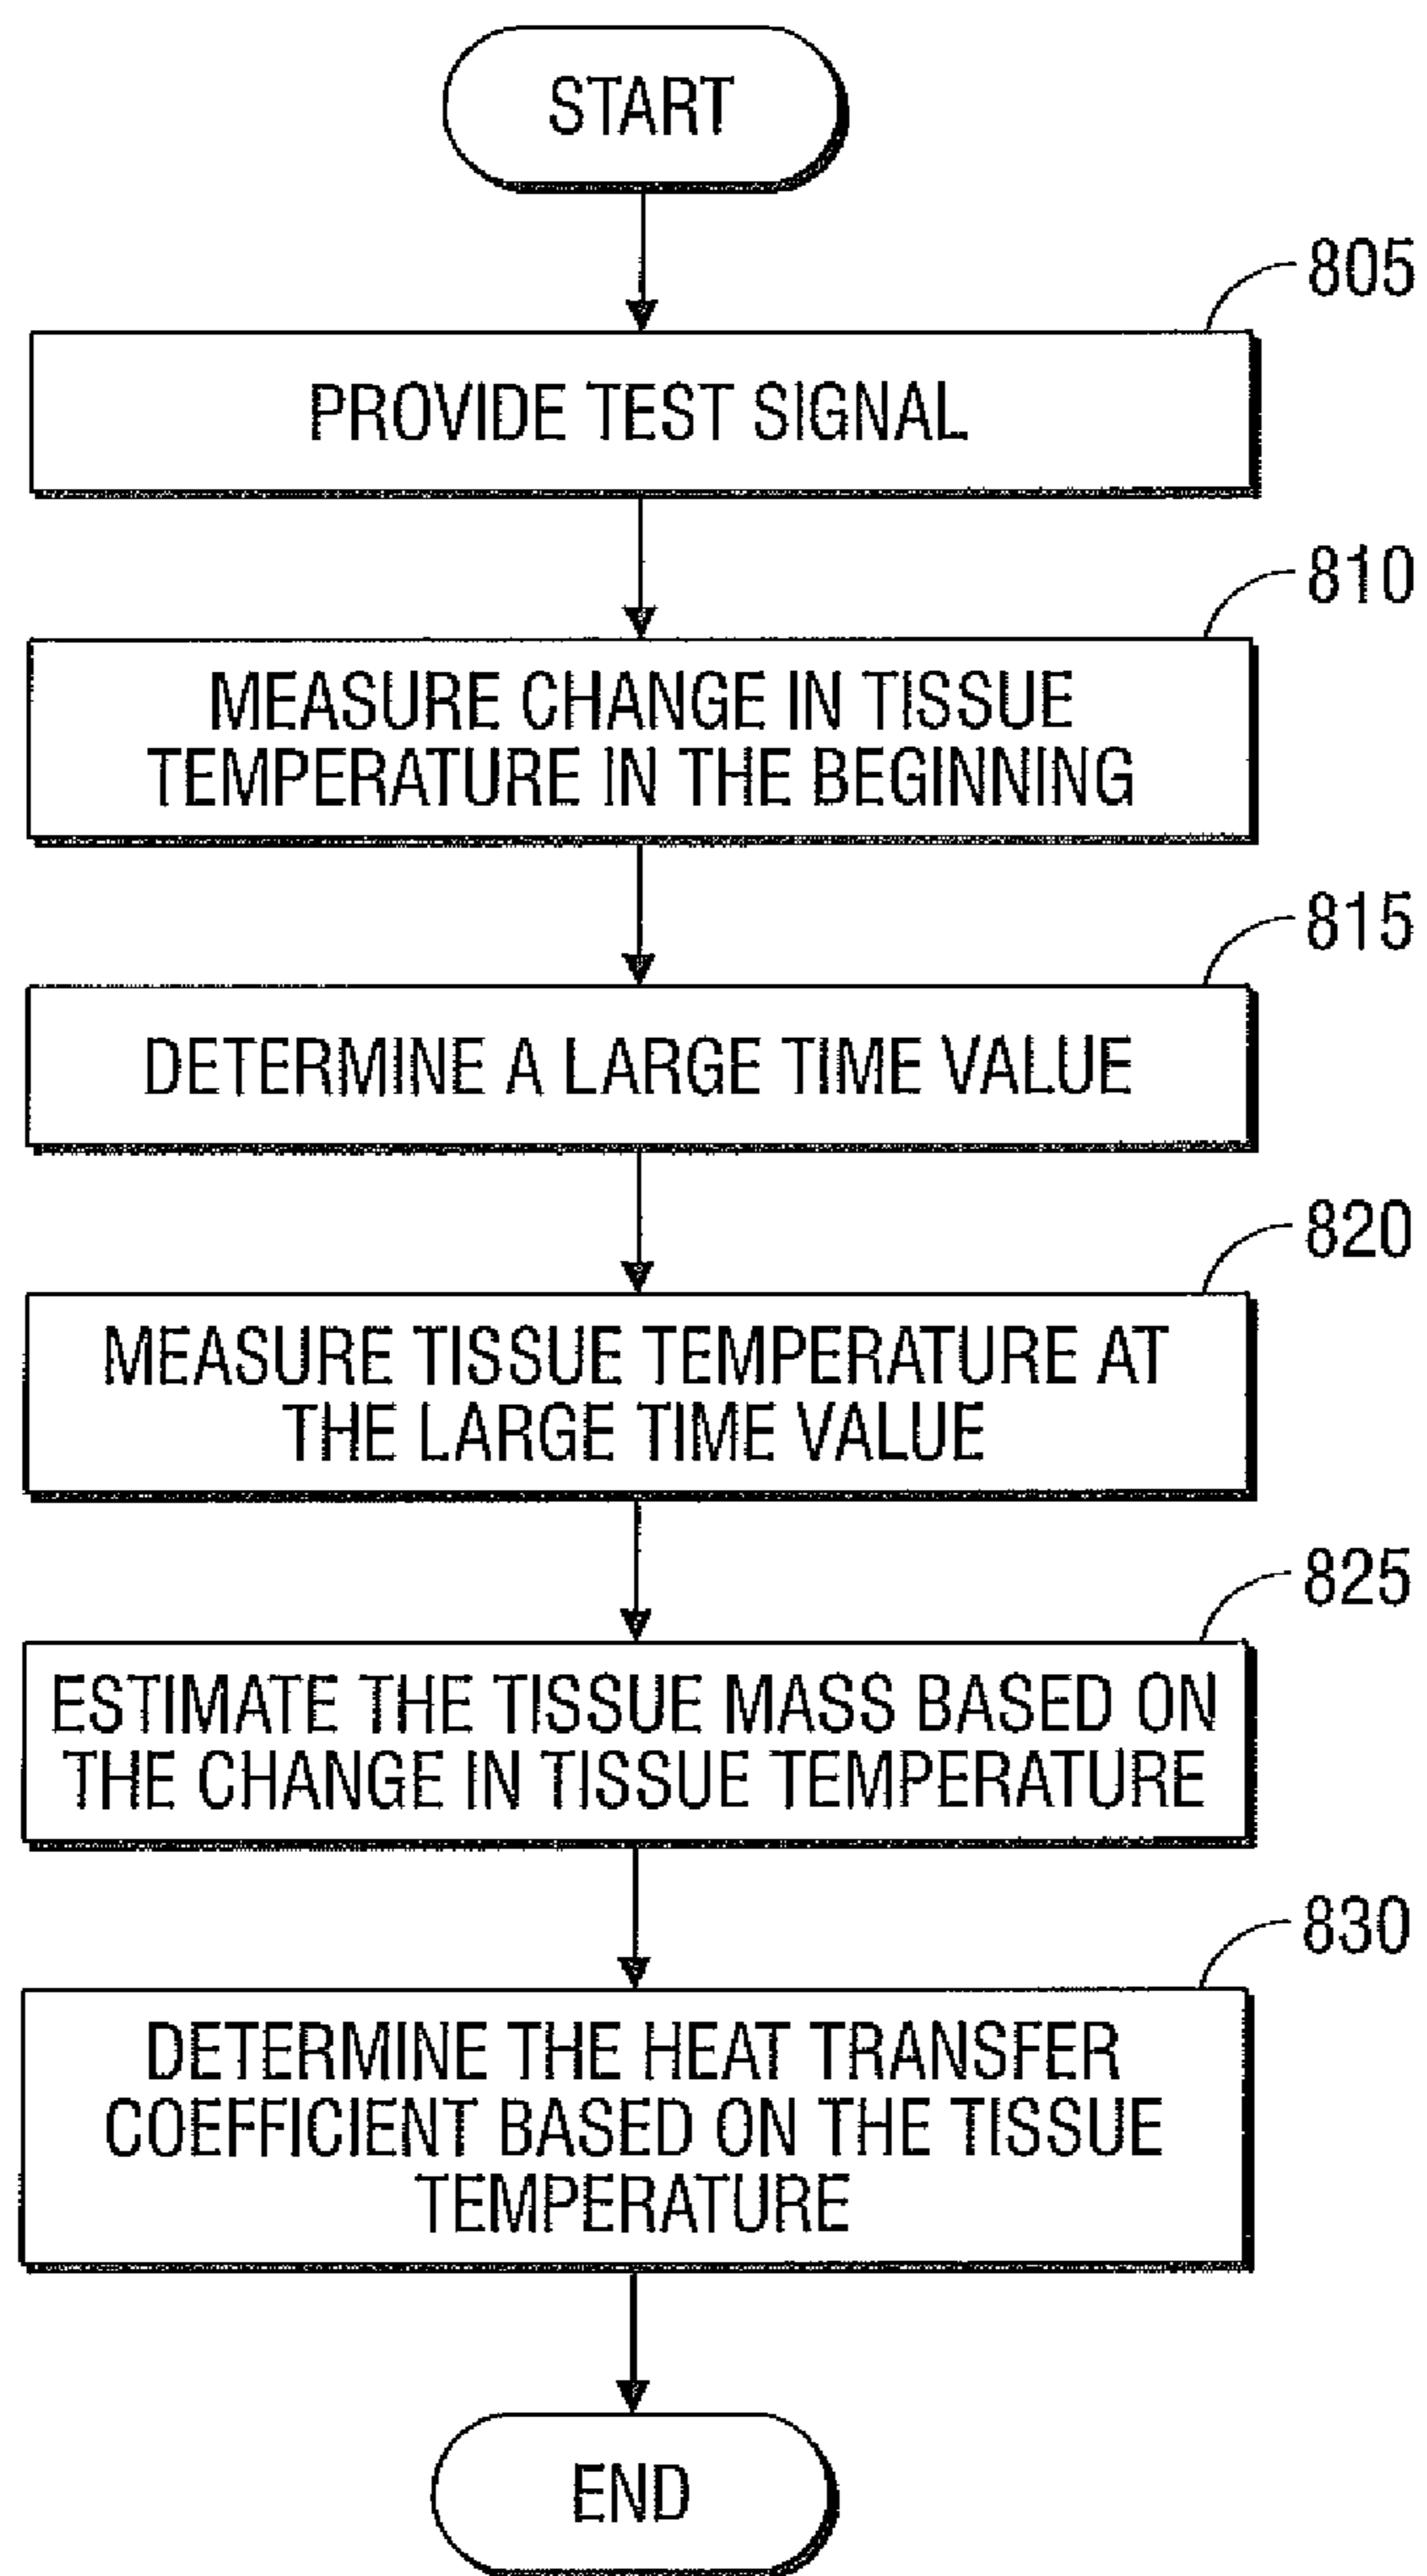 START
805
PROVIDE TEST SIGNAL
810
MEASURE CHANGE IN TISSUE
TEMPERATURE IN THE BEGINNING
815
DETERMINE A LARGE TIME VALUE
820
MEASURE TISSUE TEMPERATURE AT
THE LARGE TIME VALUE
825
ESTIMATE THE TISSUE MASS BASED ON
THE CHANGE IN TISSUE TEMPERATURE
830
DETERMINE THE HEAT TRANSFER
COEFFICIENT BASED ON THE TISSUE
TEMPERATURE
END